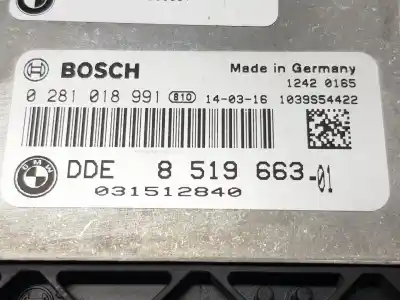 BOSCH
Made in Germany
1242 0165
0 281 018 991 810 14-03-16 1039S54422
BMW
DDE 8 519 663-01
031512840